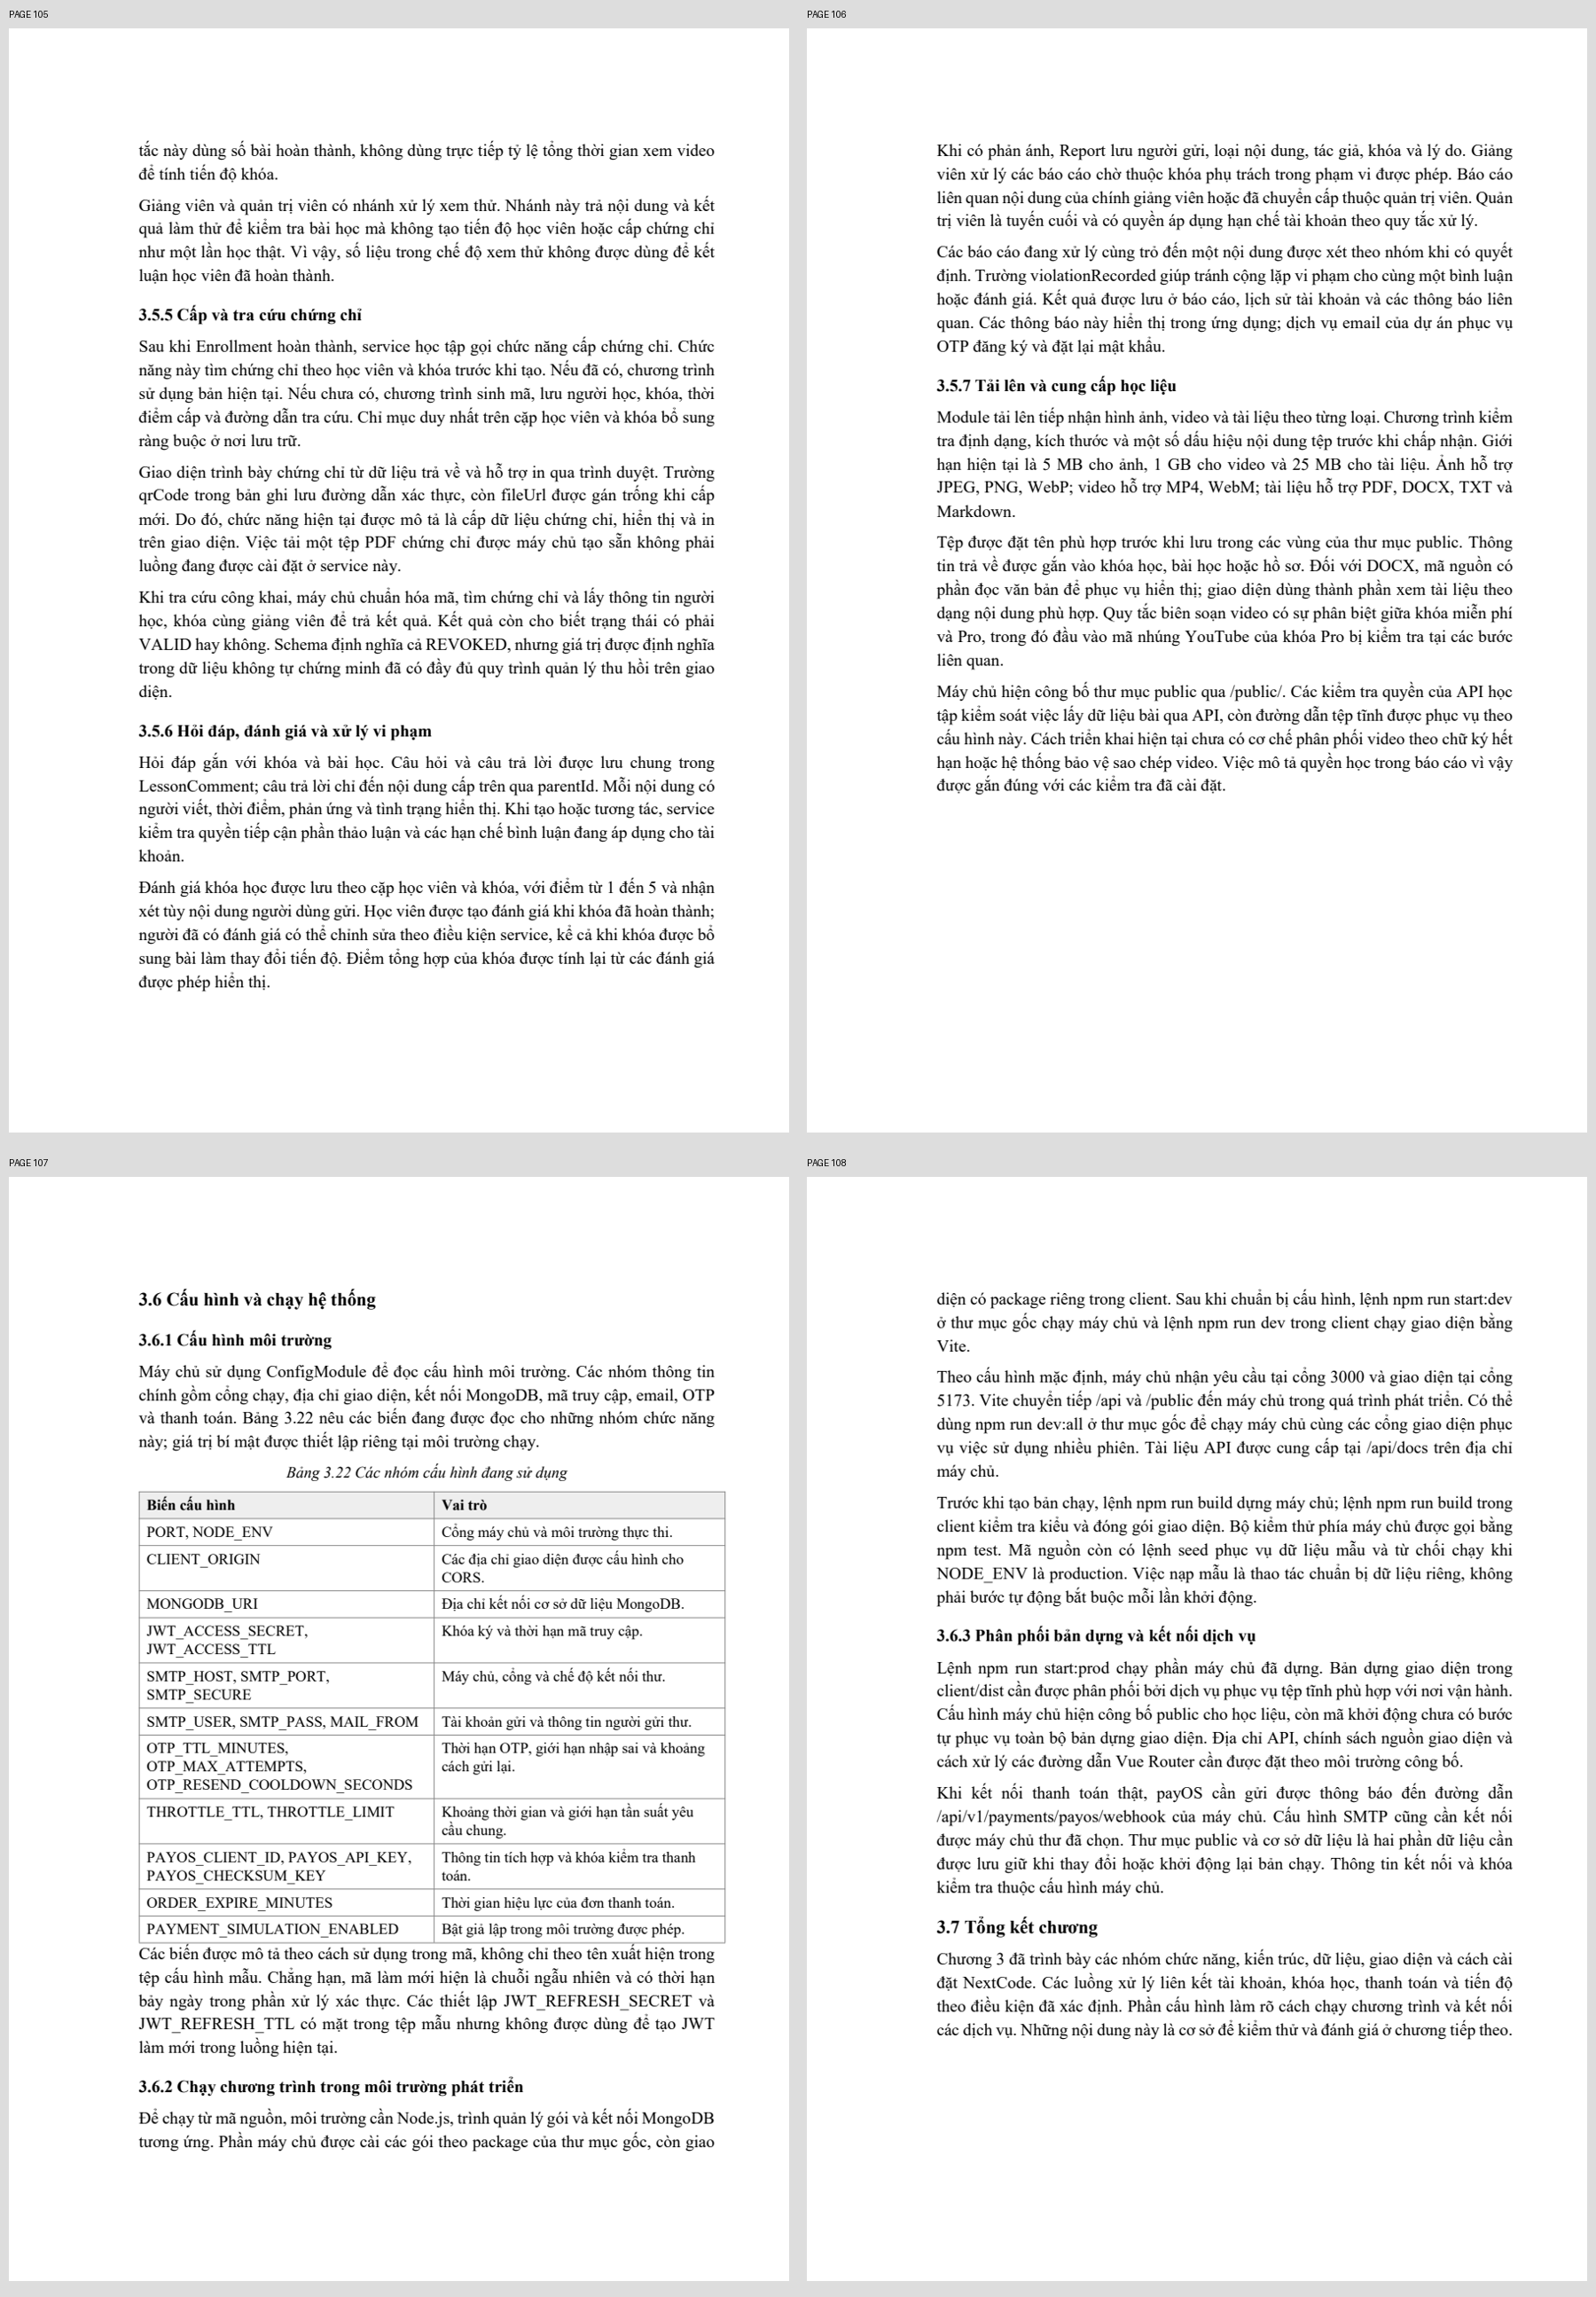 PAGE 105
tắc này dùng số bài hoàn thành, không dùng trực tiếp tỷ lệ tổng thời gian xem video
để tính tiến độ khóa.
Giảng viên và quản trị viên có nhánh xử lý xem thử. Nhánh này trả nội dung và kết
quả làm thử để kiểm tra bài học mà không tạo tiến độ học viên hoặc cấp chứng chỉ
như một lần học thật. Vì vậy, số liệu trong chế độ xem thử không được dùng để kết
luận học viên đã hoàn thành.
3.5.5 Cấp và tra cứu chứng chỉ
Sau khi Enrollment hoàn thành, service học tập gọi chức năng cấp chứng chỉ. Chức
năng này tìm chứng chỉ theo học viên và khóa trước khi tạo. Nếu đã có, chương trình
sử dụng bản hiện tại. Nếu chưa có, chương trình sinh mã, lưu người học, khóa, thời
điểm cấp và đường dẫn tra cứu. Chỉ mục duy nhất trên cặp học viên và khóa bổ sung
ràng buộc ở nơi lưu trữ.
Giao diện trình bày chứng chỉ từ dữ liệu trả về và hỗ trợ in qua trình duyệt. Trường
qrCode trong bản ghi lưu đường dẫn xác thực, còn fileUrl được gán trống khi cấp
mới. Do đó, chức năng hiện tại được mô tả là cấp dữ liệu chứng chỉ, hiển thị và in
trên giao diện. Việc tải một tệp PDF chứng chỉ được máy chủ tạo sẵn không phải
luồng đang được cài đặt ở service này.
Khi tra cứu công khai, máy chủ chuẩn hóa mã, tìm chứng chỉ và lấy thông tin người
học, khóa cùng giảng viên để trả kết quả. Kết quả còn cho biết trạng thái có phải
VALID hay không. Schema định nghĩa cả REVOKED, nhưng giá trị được định nghĩa
trong dữ liệu không tự chứng minh đã có đầy đủ quy trình quản lý thu hồi trên giao
diện.
3.5.6 Hỏi đáp, đánh giá và xử lý vi phạm
Hỏi đáp gắn với khóa và bài học. Câu hỏi và câu trả lời được lưu chung trong
LessonComment; câu trả lời chỉ đến nội dung cấp trên qua parentId. Mỗi nội dung có
người viết, thời điểm, phản ứng và tình trạng hiển thị. Khi tạo hoặc tương tác, service
kiểm tra quyền tiếp cận phần thảo luận và các hạn chế bình luận đang áp dụng cho tài
khoản.
Đánh giá khóa học được lưu theo cặp học viên và khóa, với điểm từ 1 đến 5 và nhận
xét tùy nội dung người dùng gửi. Học viên được tạo đánh giá khi khóa đã hoàn thành;
người đã có đánh giá có thể chỉnh sửa theo điều kiện service, kể cả khi khóa được bổ
sung bài làm thay đổi tiến độ. Điểm tổng hợp của khóa được tính lại từ các đánh giá
được phép hiển thị.
PAGE 106
Khi có phản ánh, Report lưu người gửi, loại nội dung, tác giả, khóa và lý do. Giảng
viên xử lý các báo cáo chờ thuộc khóa phụ trách trong phạm vi được phép. Báo cáo
liên quan nội dung của chính giảng viên hoặc đã chuyển cấp thuộc quản trị viên. Quản
trị viên là tuyến cuối và có quyền áp dụng hạn chế tài khoản theo quy tắc xử lý.
Các báo cáo đang xử lý cùng trỏ đến một nội dung được xét theo nhóm khi có quyết
định. Trường violationRecorded giúp tránh cộng lặp vi phạm cho cùng một bình luận
hoặc đánh giá. Kết quả được lưu ở báo cáo, lịch sử tài khoản và các thông báo liên
quan. Các thông báo này hiển thị trong ứng dụng; dịch vụ email của dự án phục vụ
OTP đăng ký và đặt lại mật khẩu.
3.5.7 Tải lên và cung cấp học liệu
Module tải lên tiếp nhận hình ảnh, video và tài liệu theo từng loại. Chương trình kiểm
tra định dạng, kích thước và một số dấu hiệu nội dung tệp trước khi chấp nhận. Giới
hạn hiện tại là 5 MB cho ảnh, 1 GB cho video và 25 MB cho tài liệu. Ảnh hỗ trợ
JPEG, PNG, WebP; video hỗ trợ MP4, WebM; tài liệu hỗ trợ PDF, DOCX, TXT và
Markdown.
Tệp được đặt tên phù hợp trước khi lưu trong các vùng của thư mục public. Thông
tin trả về được gắn vào khóa học, bài học hoặc hồ sơ. Đối với DOCX, mã nguồn có
phần đọc văn bản để phục vụ hiển thị; giao diện dùng thành phần xem tài liệu theo
dạng nội dung phù hợp. Quy tắc biên soạn video có sự phân biệt giữa khóa miễn phí
và Pro, trong đó đầu vào mã nhúng YouTube của khóa Pro bị kiểm tra tại các bước
liên quan.
Máy chủ hiện công bố thư mục public qua /public/. Các kiểm tra quyền của API học
tập kiểm soát việc lấy dữ liệu bài qua API, còn đường dẫn tệp tĩnh được phục vụ theo
cấu hình này. Cách triển khai hiện tại chưa có cơ chế phân phối video theo chữ ký hết
hạn hoặc hệ thống bảo vệ sao chép video. Việc mô tả quyền học trong báo cáo vì vậy
được gắn đúng với các kiểm tra đã cài đặt.
PAGE 107
3.6 Cấu hình và chạy hệ thống
3.6.1 Cấu hình môi trường
Máy chủ sử dụng ConfigModule để đọc cấu hình môi trường. Các nhóm thông tin
chính gồm cổng chạy, địa chỉ giao diện, kết nối MongoDB, mã truy cập, email, OTP
và thanh toán. Bảng 3.22 nêu các biến đang được đọc cho những nhóm chức năng
này; giá trị bí mật được thiết lập riêng tại môi trường chạy.
Bảng 3.22 Các nhóm cấu hình đang sử dụng
Biến cấu hình Vai trò
PORT, NODE_ENV Cổng máy chủ và môi trường thực thi.
CLIENT_ORIGIN Các địa chỉ giao diện được cấu hình cho
CORS.
MONGODB_URI Địa chỉ kết nối cơ sở dữ liệu MongoDB.
JWT_ACCESS_SECRET, Khóa ký và thời hạn mã truy cập.
JWT_ACCESS_TTL
SMTP_HOST, SMTP_PORT, Máy chủ, cổng và chế độ kết nối thư.
SMTP_SECURE
SMTP_USER, SMTP_PASS, MAIL_FROM Tài khoản gửi và thông tin người gửi thư.
OTP_TTL_MINUTES, Thời hạn OTP, giới hạn nhập sai và khoảng
OTP_MAX_ATTEMPTS, cách gửi lại.
OTP_RESEND_COOLDOWN_SECONDS
THROTTLE_TTL, THROTTLE_LIMIT Khoảng thời gian và giới hạn tần suất yêu
cầu chung.
PAYOS_CLIENT_ID, PAYOS_API_KEY, Thông tin tích hợp và khóa kiểm tra thanh
PAYOS_CHECKSUM_KEY toán.
ORDER_EXPIRE_MINUTES Thời gian hiệu lực của đơn thanh toán.
PAYMENT_SIMULATION_ENABLED Bật giả lập trong môi trường được phép.
Các biến được mô tả theo cách sử dụng trong mã, không chỉ theo tên xuất hiện trong
tệp cấu hình mẫu. Chẳng hạn, mã làm mới hiện là chuỗi ngẫu nhiên và có thời hạn
bảy ngày trong phần xử lý xác thực. Các thiết lập JWT_REFRESH_SECRET và
JWT_REFRESH_TTL có mặt trong tệp mẫu nhưng không được dùng để tạo JWT
làm mới trong luồng hiện tại.
3.6.2 Chạy chương trình trong môi trường phát triển
Để chạy từ mã nguồn, môi trường cần Node.js, trình quản lý gói và kết nối MongoDB
tương ứng. Phần máy chủ được cài các gói theo package của thư mục gốc, còn giao
PAGE 108
diện có package riêng trong client. Sau khi chuẩn bị cấu hình, lệnh npm run start:dev
ở thư mục gốc chạy máy chủ và lệnh npm run dev trong client chạy giao diện bằng
Vite.
Theo cấu hình mặc định, máy chủ nhận yêu cầu tại cổng 3000 và giao diện tại cổng
5173. Vite chuyển tiếp /api và /public đến máy chủ trong quá trình phát triển. Có thể
dùng npm run dev:all ở thư mục gốc để chạy máy chủ cùng các cổng giao diện phục
vụ việc sử dụng nhiều phiên. Tài liệu API được cung cấp tại /api/docs trên địa chỉ
máy chủ.
Trước khi tạo bản chạy, lệnh npm run build dựng máy chủ; lệnh npm run build trong
client kiểm tra kiểu và đóng gói giao diện. Bộ kiểm thử phía máy chủ được gọi bằng
npm test. Mã nguồn còn có lệnh seed phục vụ dữ liệu mẫu và từ chối chạy khi
NODE_ENV là production. Việc nạp mẫu là thao tác chuẩn bị dữ liệu riêng, không
phải bước tự động bắt buộc mỗi lần khởi động.
3.6.3 Phân phối bản dựng và kết nối dịch vụ
Lệnh npm run start:prod chạy phần máy chủ đã dựng. Bản dựng giao diện trong
client/dist cần được phân phối bởi dịch vụ phục vụ tệp tĩnh phù hợp với nơi vận hành.
Cấu hình máy chủ hiện công bố public cho học liệu, còn mã khởi động chưa có bước
tự phục vụ toàn bộ bản dựng giao diện. Địa chỉ API, chính sách nguồn giao diện và
cách xử lý các đường dẫn Vue Router cần được đặt theo môi trường công bố.
Khi kết nối thanh toán thật, payOS cần gửi được thông báo đến đường dẫn
/api/v1/payments/payos/webhook của máy chủ. Cấu hình SMTP cũng cần kết nối
được máy chủ thư đã chọn. Thư mục public và cơ sở dữ liệu là hai phần dữ liệu cần
được lưu giữ khi thay đổi hoặc khởi động lại bản chạy. Thông tin kết nối và khóa
kiểm tra thuộc cấu hình máy chủ.
3.7 Tổng kết chương
Chương 3 đã trình bày các nhóm chức năng, kiến trúc, dữ liệu, giao diện và cách cài
đặt NextCode. Các luồng xử lý liên kết tài khoản, khóa học, thanh toán và tiến độ
theo điều kiện đã xác định. Phần cấu hình làm rõ cách chạy chương trình và kết nối
các dịch vụ. Những nội dung này là cơ sở để kiểm thử và đánh giá ở chương tiếp theo.